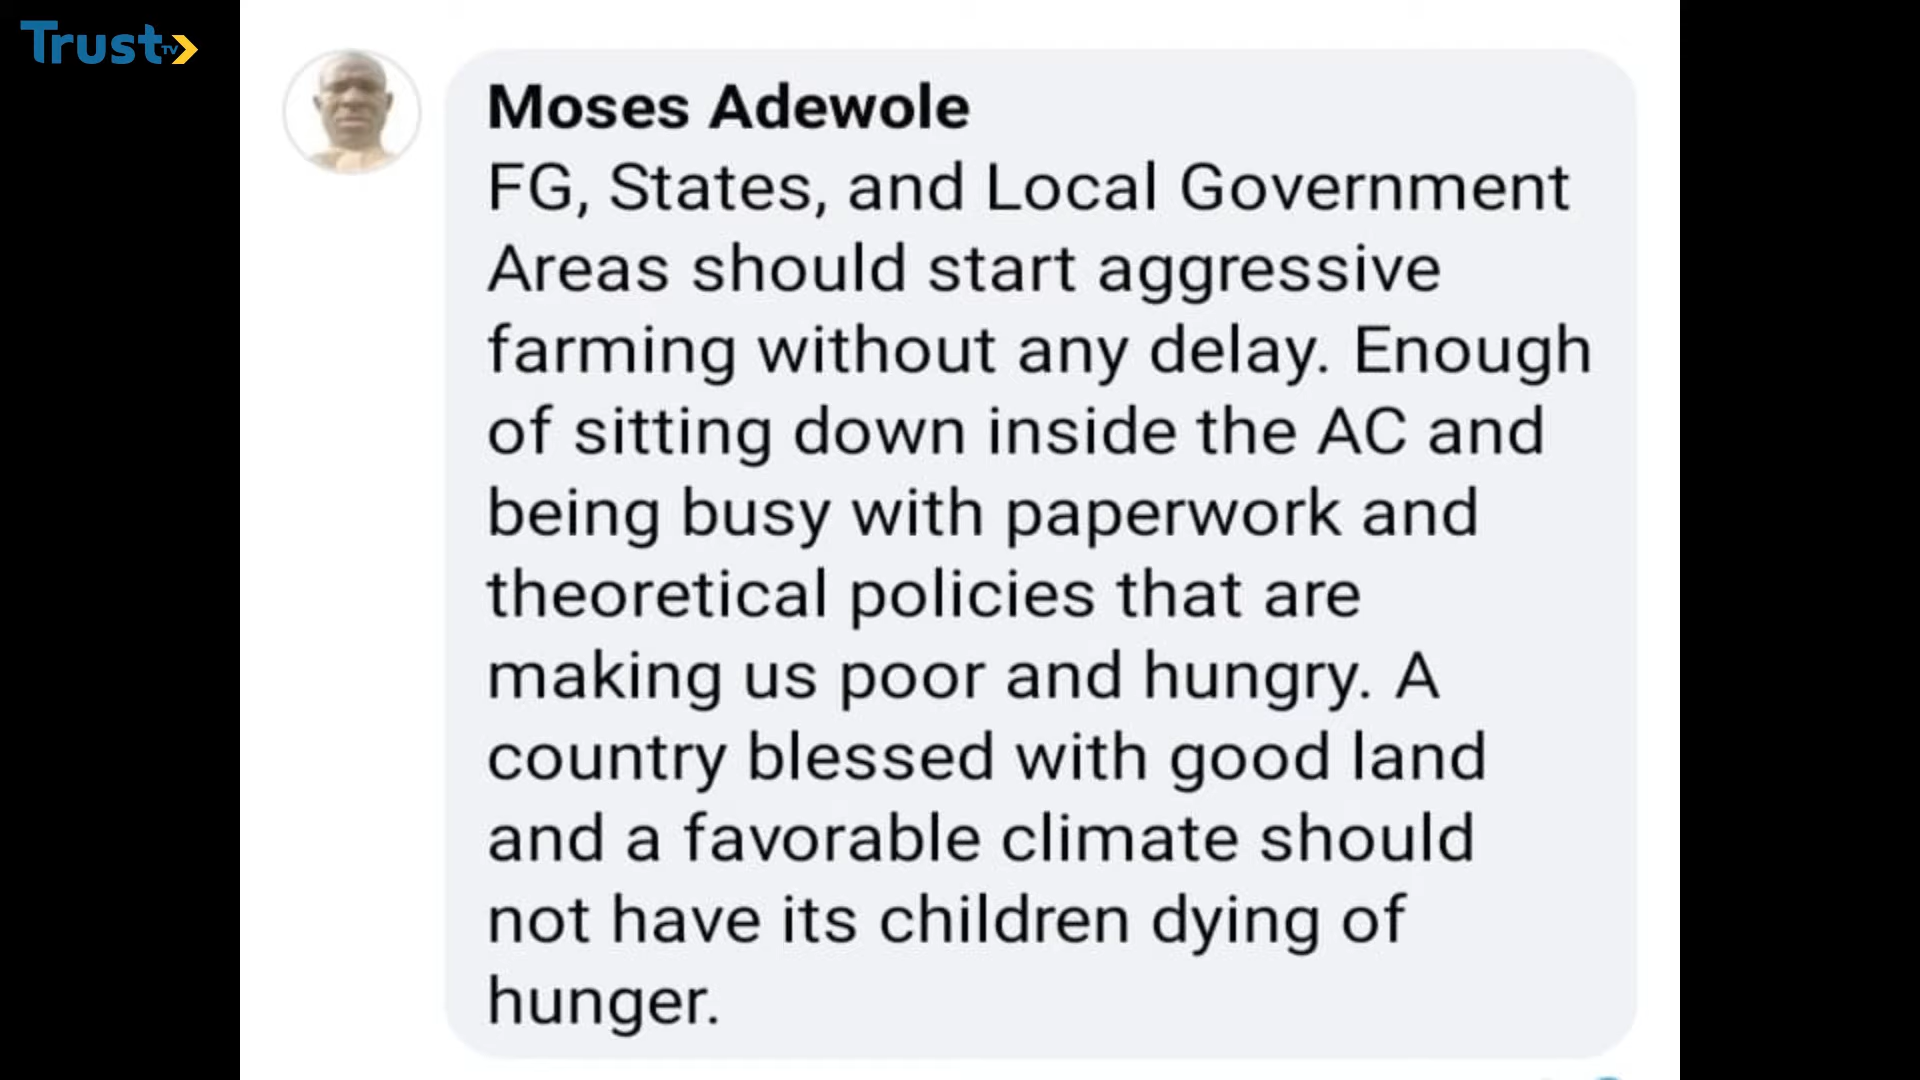 Trust TV
Moses Adewole
FG, States, and Local Government
Areas should start aggressive
farming without any delay. Enough
of sitting down inside the AC and
being busy with paperwork and
theoretical policies that are
making us poor and hungry. A
country blessed with good land
and a favorable climate should
not have its children dying of
hunger.